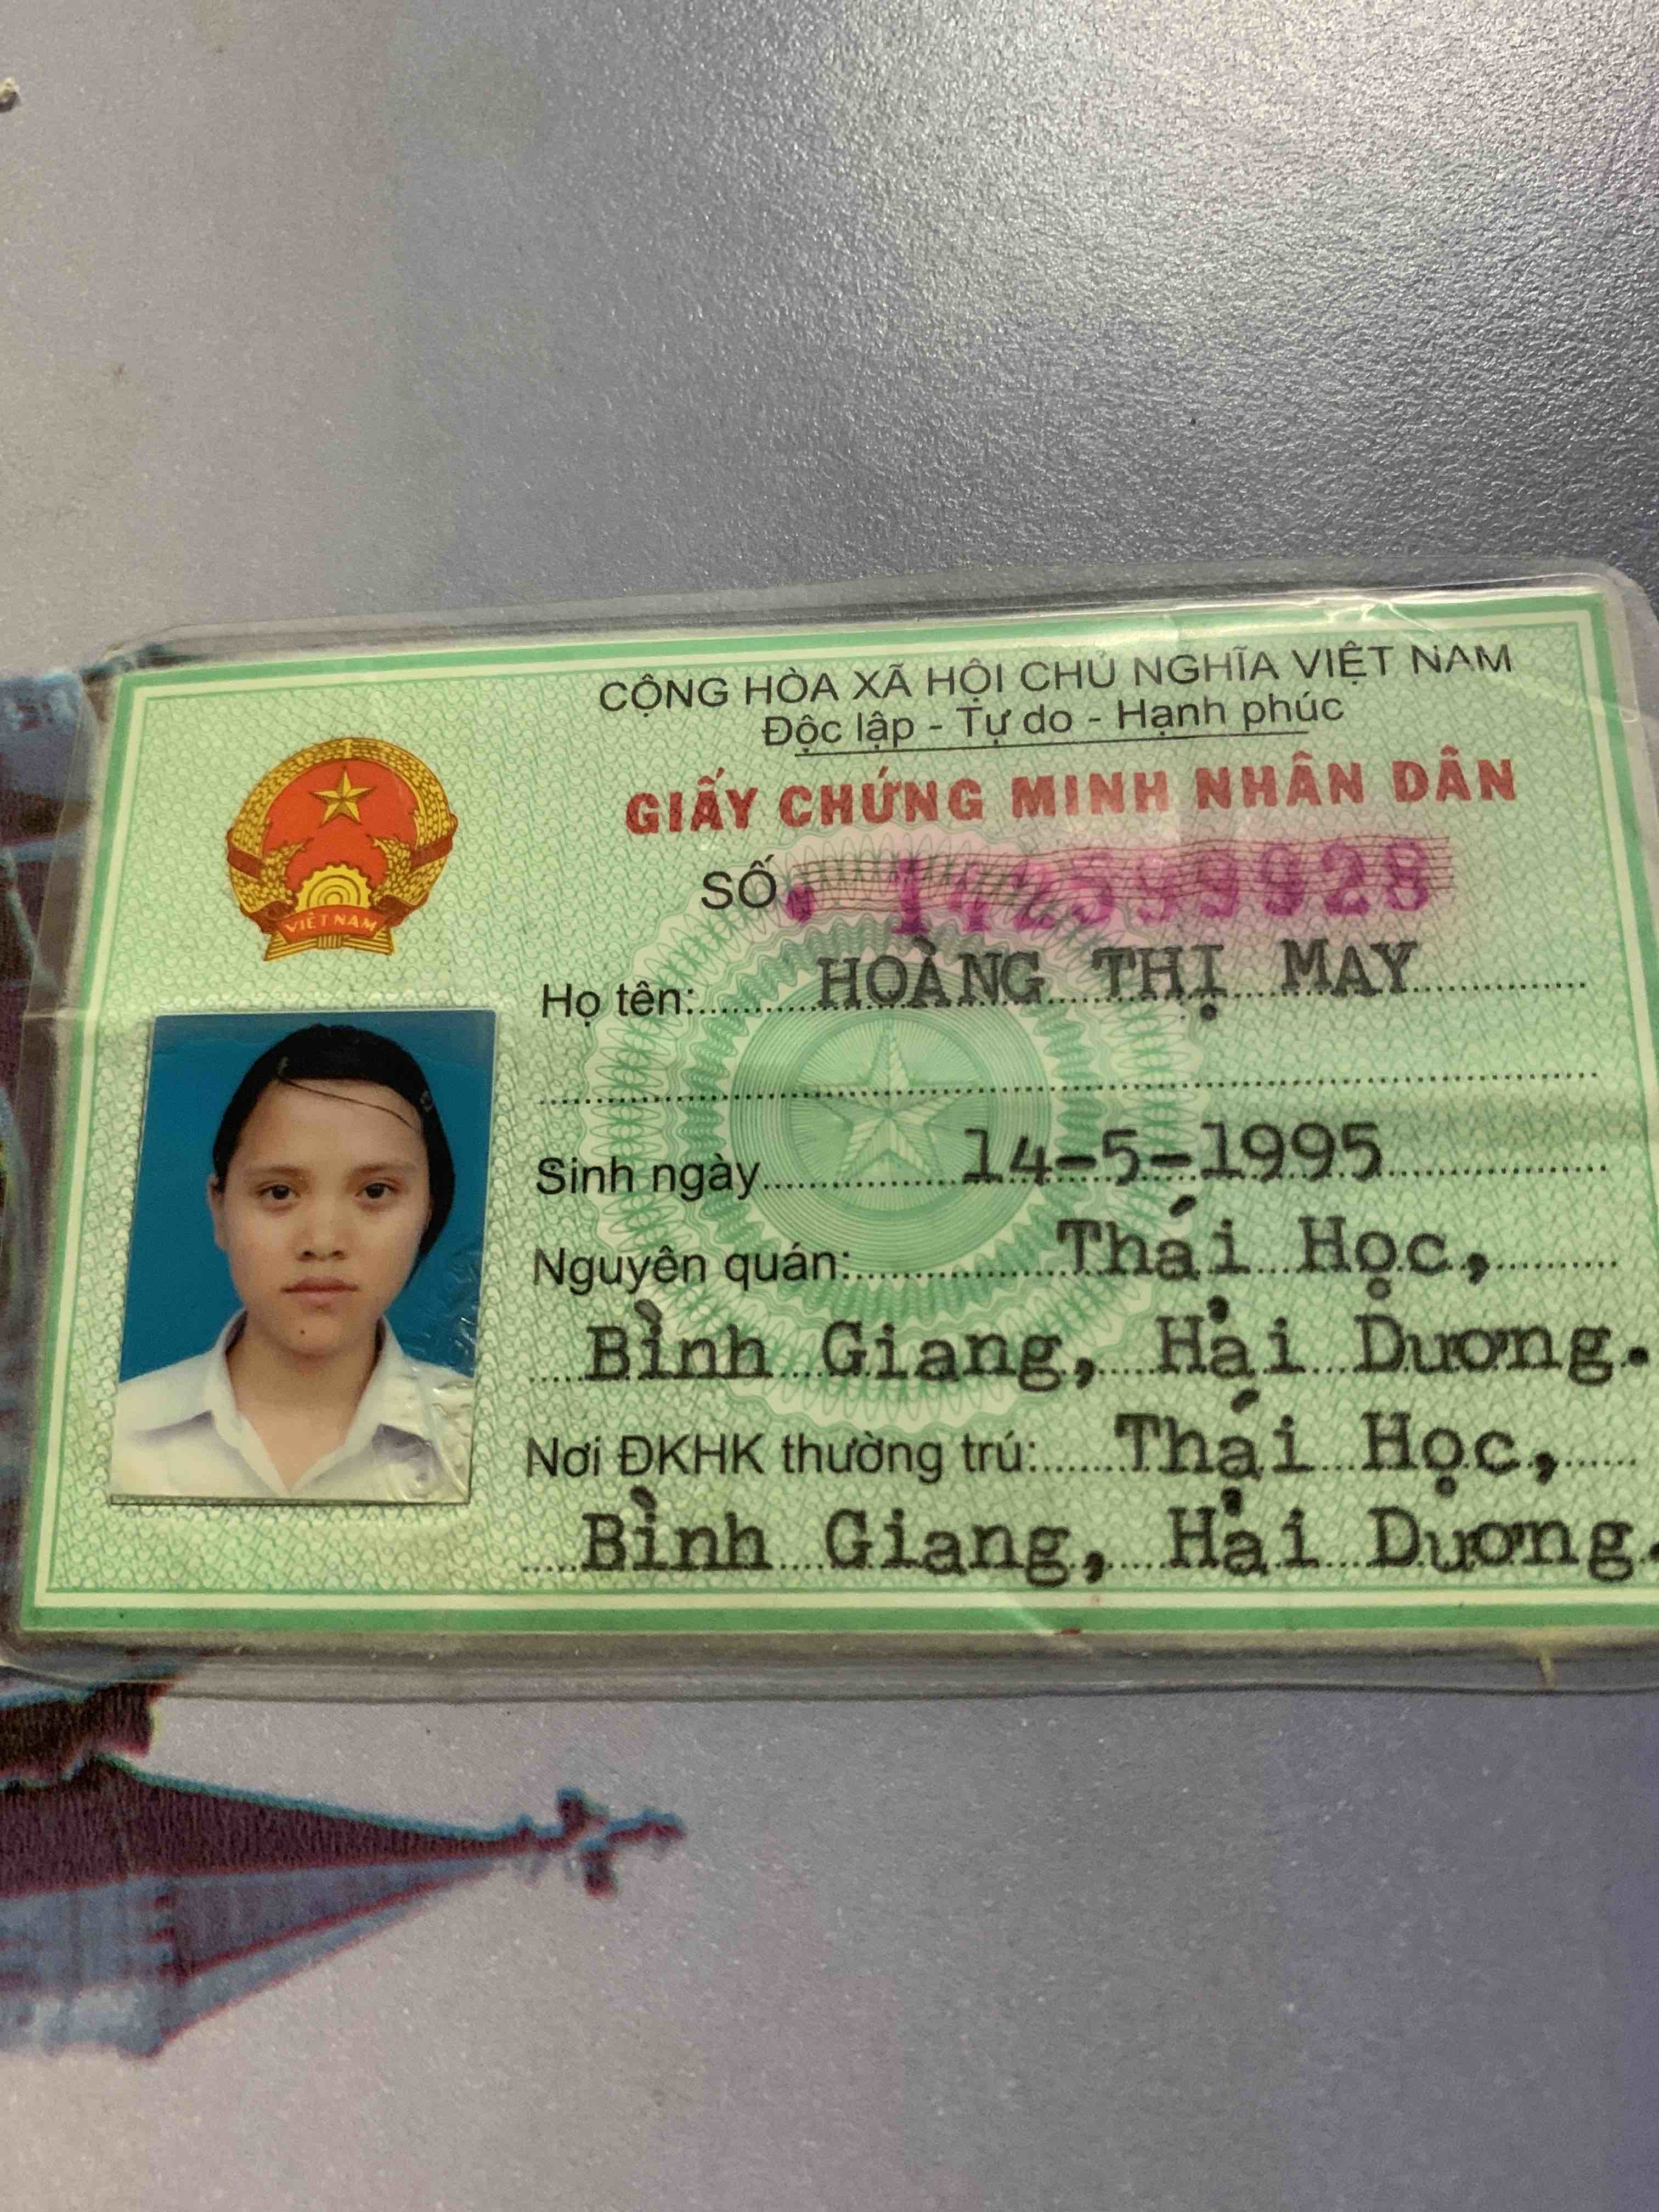 CỘNG HÒA XÃ HỘI CHỦ NGHĨA VIỆT NAM
Độc lập - Tự do - Hạnh phúc
GIẤY CHỨNG MINH NHÂN DÂN
SỐ. 142599928
VIỆT NAM
Họ tên: HOÀNG THỊ MAY
Sinh ngày 14-5-1995
Nguyên quán: Thái Học,
Bình Giang, Hải Dương.
Nơi ĐKHK thường trú: Thái Học,
Bình Giang, Hải Dương.